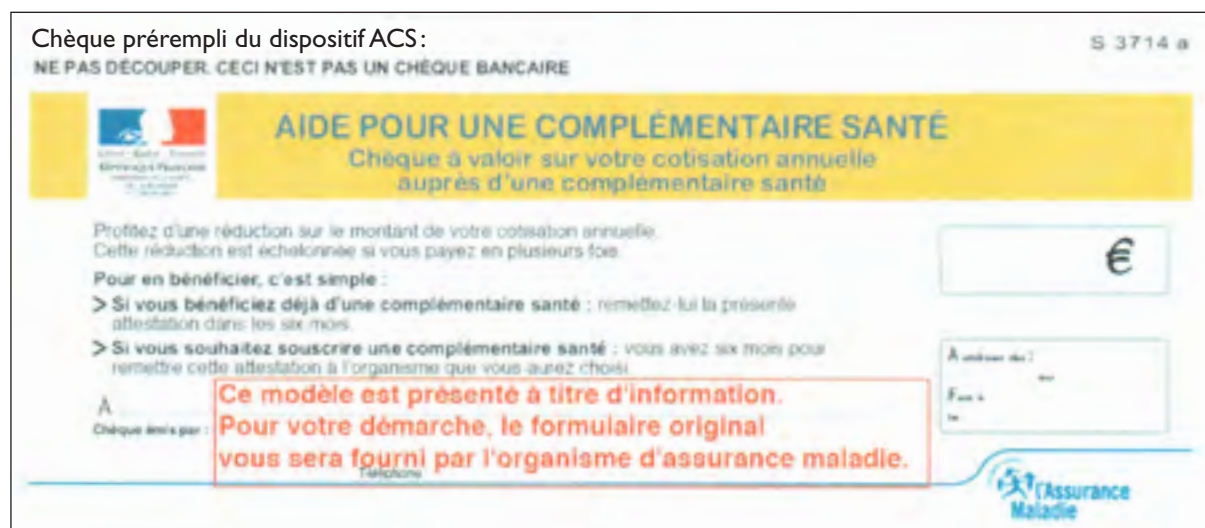 Chèque prérempli du dispositif ACS :
S 3714 a
NE PAS DÉCOUPER. CECI N'EST PAS UN CHÈQUE BANCAIRE
AIDE POUR UNE COMPLÉMENTAIRE SANTÉ
Chèque à valoir sur votre cotisation annuelle
auprès d'une complémentaire santé
Profitez d'une réduction sur le montant de votre cotisation annuelle.
Cette réduction est échelonnée si vous payez en plusieurs fois.
€
Pour en bénéficier, c'est simple :
> Si vous bénéficiez déjà d'une complémentaire santé : remettez-lui la présente
attestation dans les six mois.
> Si vous souhaitez souscrire une complémentaire santé : vous avez six mois pour
remettre cette attestation à l'organisme que vous aurez choisi.
À
Chèque émis par :
Téléphone
Ce modèle est présenté à titre d'information.
Pour votre démarche, le formulaire original
vous sera fourni par l'organisme d'assurance maladie.
l'Assurance
Maladie